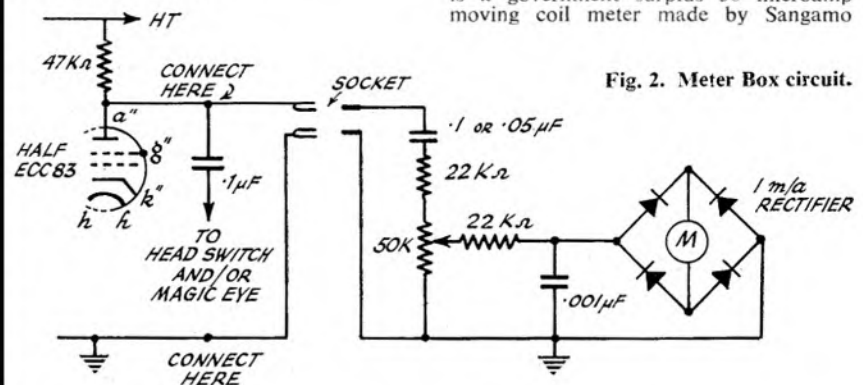 is a government surplus 50 microamp
moving coil meter made by Sangamo
Fig. 2. Meter Box circuit.
HT
47KΩ
CONNECT
HERE
SOCKET
a"
g"
k"
h h
HALF
ECC83
·1μF
TO
HEAD SWITCH
AND/OR
MAGIC EYE
CONNECT
HERE
·1 OR ·05μF
22KΩ
50K
22KΩ
·001μF
M
1 m/a
RECTIFIER